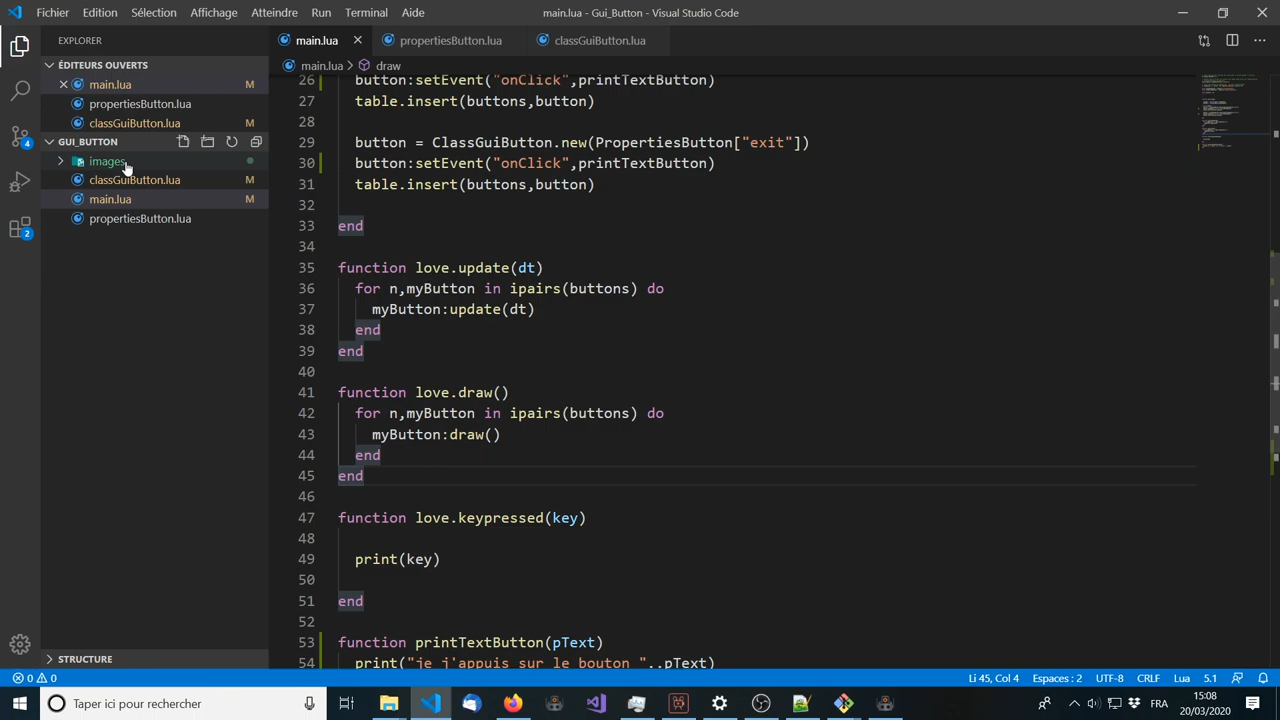 Fichier Edition Sélection Affichage Atteindre Run Terminal Aide main.lua - Gui_Button - Visual Studio Code
EXPLORER main.lua propertiesButton.lua classGuiButton.lua
ÉDITEURS OUVERTS main.lua > draw
main.lua M
propertiesButton.lua
classGuiButton.lua M
GUI_BUTTON
images
classGuiButton.lua M
main.lua M
propertiesButton.lua
26 button:setEvent("onClick",printTextButton)
27 table.insert(buttons,button)
28
29 button = ClassGuiButton.new(PropertiesButton["exit"])
30 button:setEvent("onClick",printTextButton)
31 table.insert(buttons,button)
32
33 end
34
35 function love.update(dt)
36 for n,myButton in ipairs(buttons) do
37 myButton:update(dt)
38 end
39 end
40
41 function love.draw()
42 for n,myButton in ipairs(buttons) do
43 myButton:draw()
44 end
45 end
46
47 function love.keypressed(key)
48
49 print(key)
50
51 end
52
53 function printTextButton(pText)
54 print("je j'appuis sur le bouton "..pText)
4
2
STRUCTURE
0 0 Li 45, Col 4 Espaces : 2 UTF-8 CRLF Lua 5.1
Taper ici pour rechercher FRA 15:08
20/03/2020